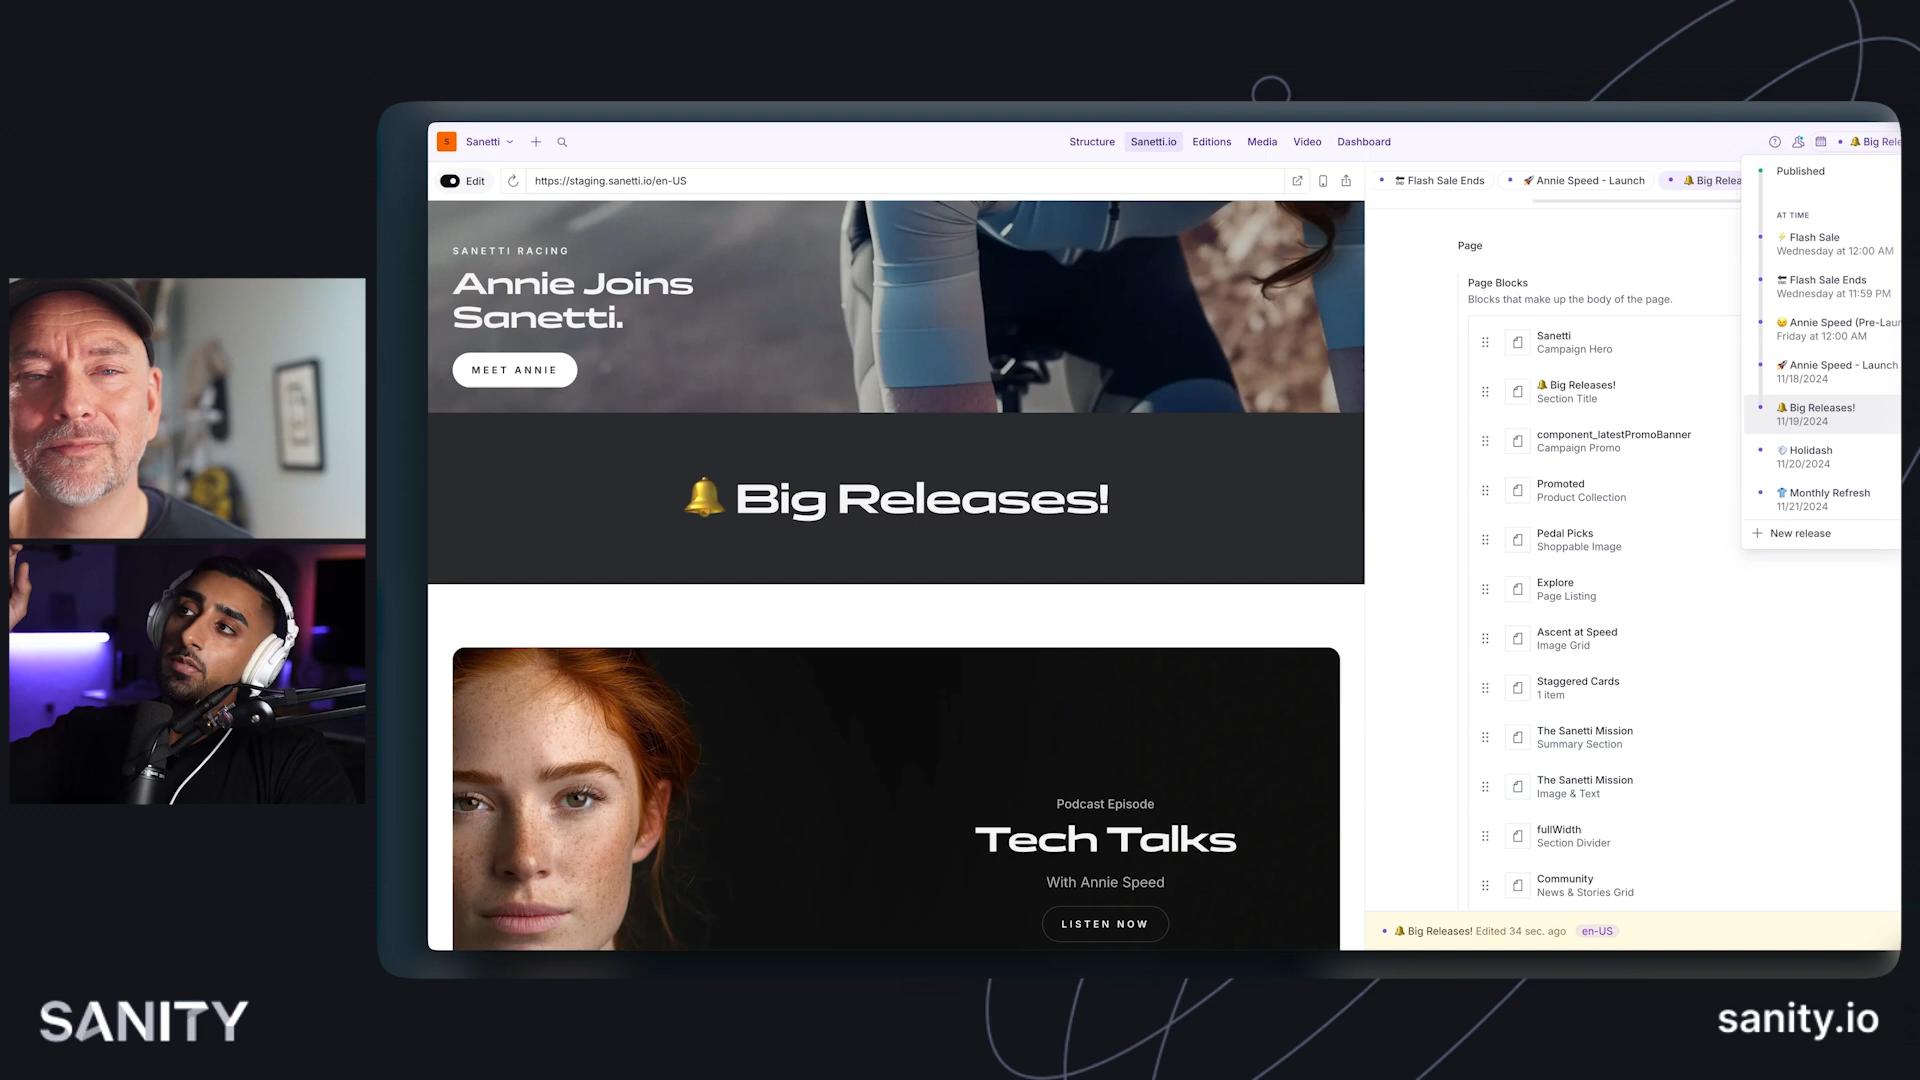 S
Sanetti
Structure
Sanetti.io
Editions
Media
Video
Dashboard
🔔 Big Rele
Edit
https://staging.sanetti.io/en-US
🔚 Flash Sale Ends
🚀 Annie Speed - Launch
🔔 Big Relea
SANETTI RACING
Annie Joins
Sanetti.
MEET ANNIE
🔔 Big Releases!
Podcast Episode
Tech Talks
With Annie Speed
LISTEN NOW
Page
Page Blocks
Blocks that make up the body of the page.
Sanetti
Campaign Hero
🔔 Big Releases!
Section Title
component_latestPromoBanner
Campaign Promo
Promoted
Product Collection
Pedal Picks
Shoppable Image
Explore
Page Listing
Ascent at Speed
Image Grid
Staggered Cards
1 item
The Sanetti Mission
Summary Section
The Sanetti Mission
Image & Text
fullWidth
Section Divider
Community
News & Stories Grid
🔔 Big Releases! Edited 34 sec. ago en-US
Published
AT TIME
⚡ Flash Sale
Wednesday at 12:00 AM
🔚 Flash Sale Ends
Wednesday at 11:59 PM
😉 Annie Speed (Pre-Laun
Friday at 12:00 AM
🚀 Annie Speed - Launch
11/18/2024
🔔 Big Releases!
11/19/2024
💨 Holidash
11/20/2024
👕 Monthly Refresh
11/21/2024
+ New release
SANITY
sanity.io